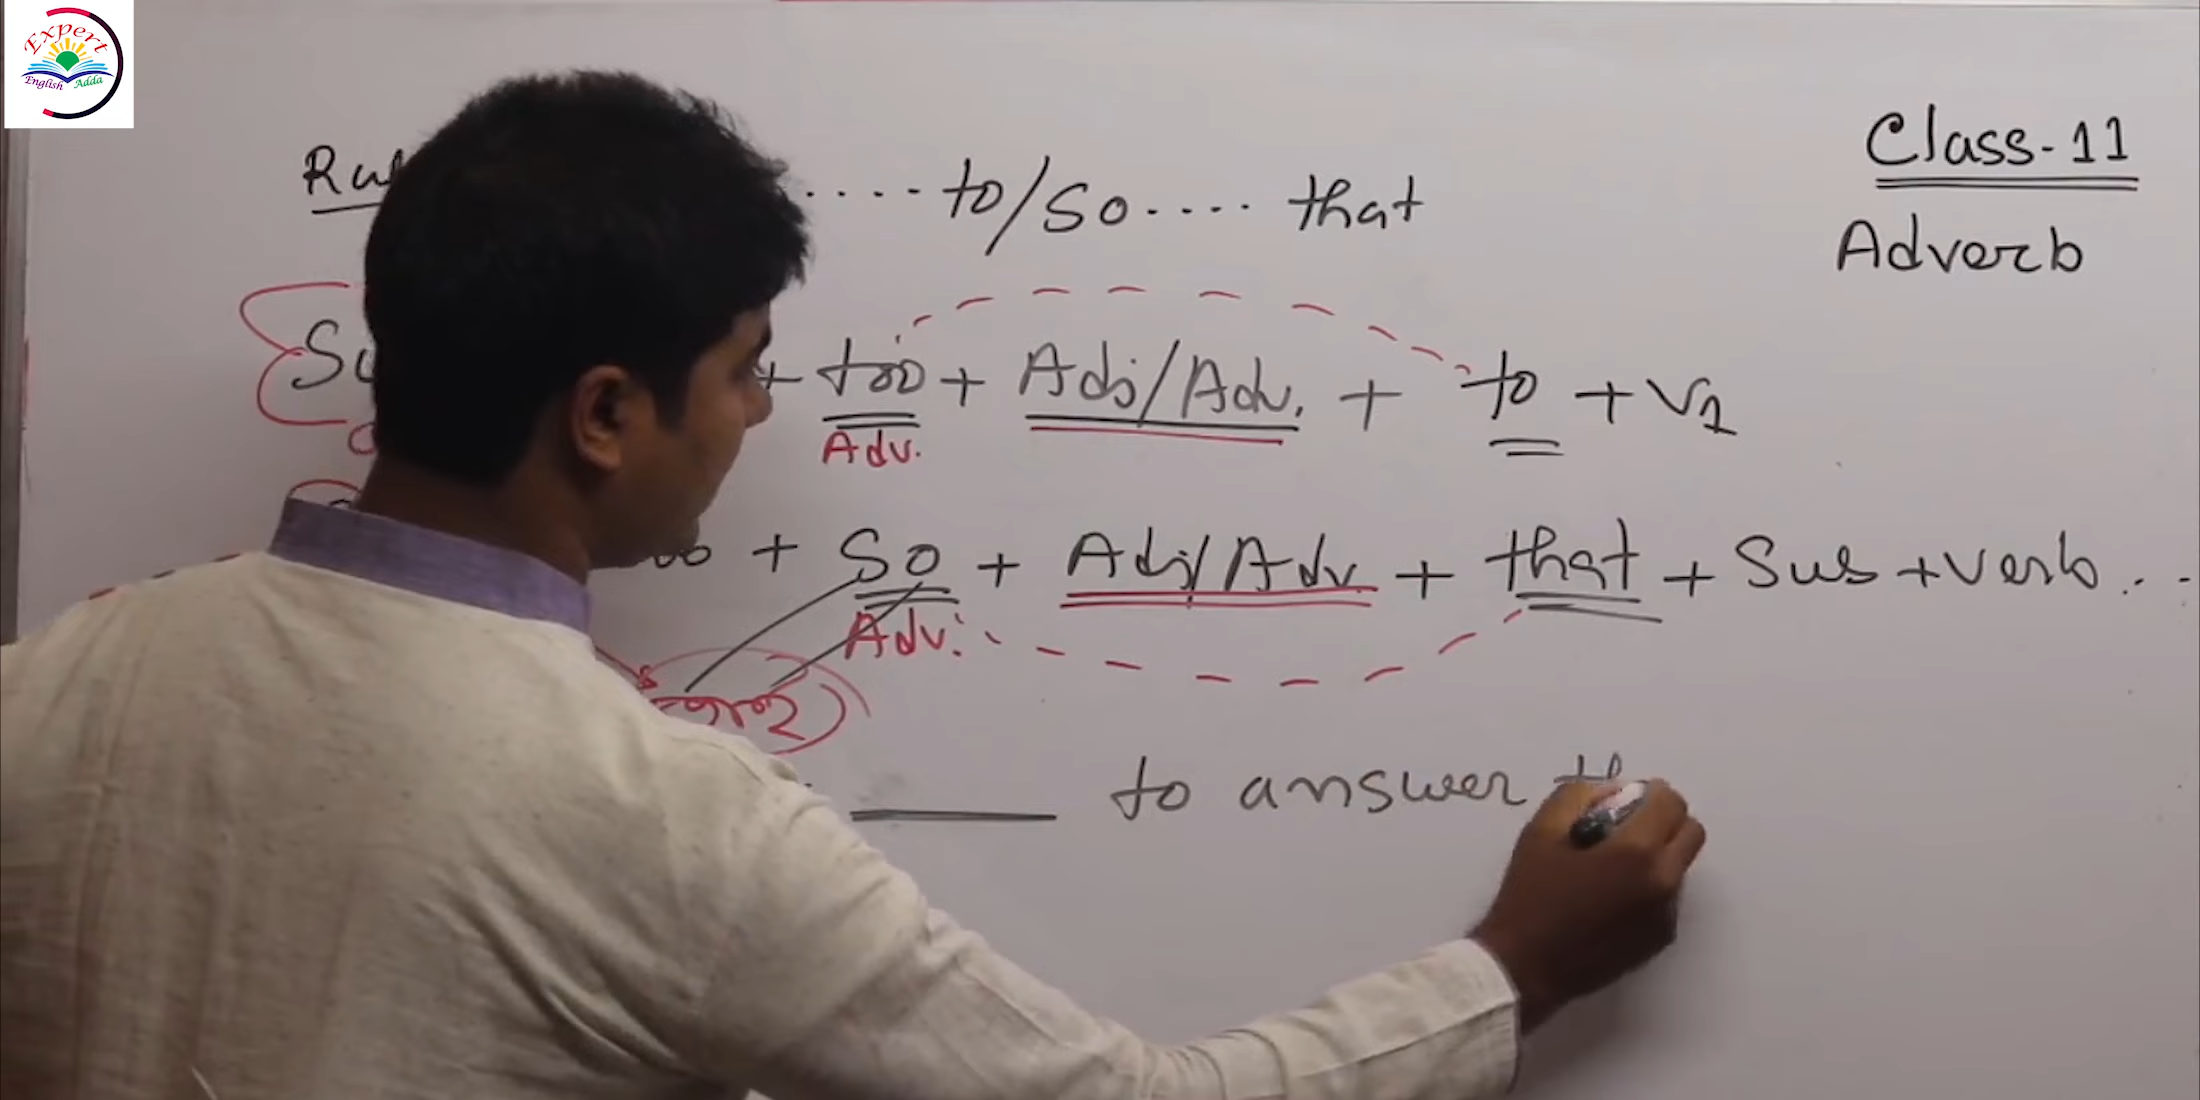 Expert
English Adda
..... to/so.... that
Class-11
Adverb
+ too + Adj/Adv. + to + V1
Adv.
+ So + Adj/Adv + that + Sub + verb...
Adv.
to answer